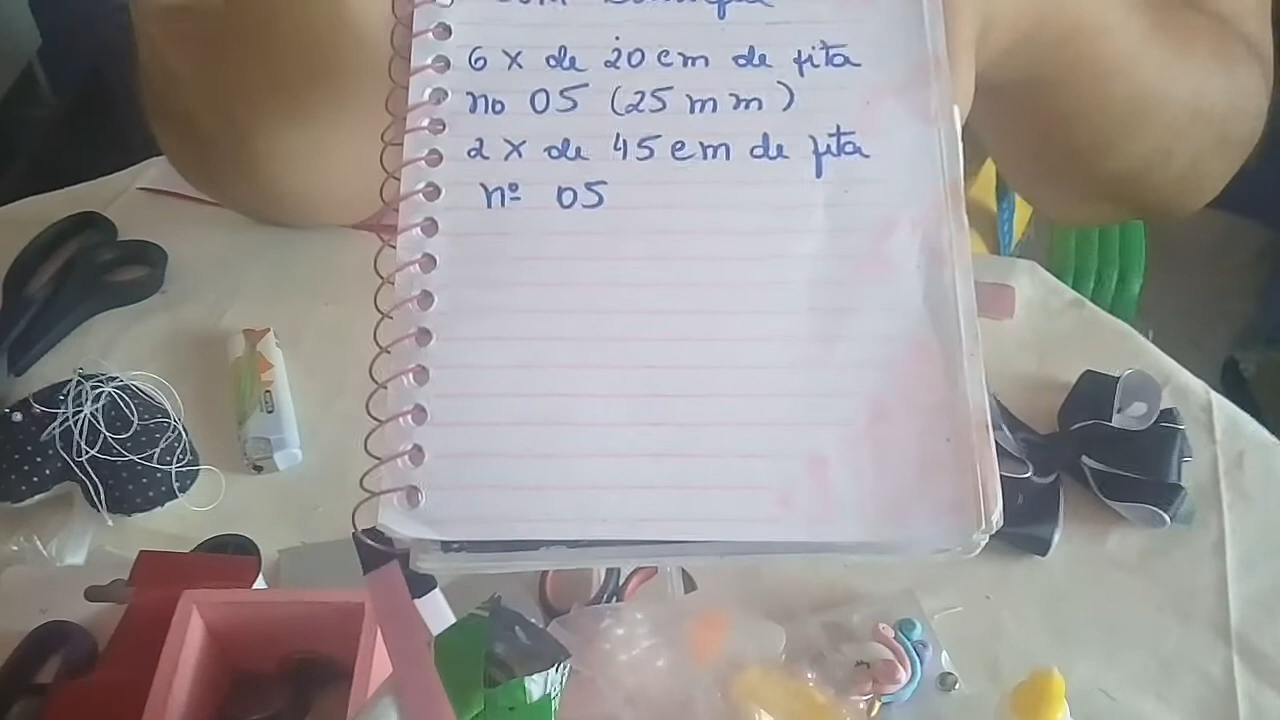 6 x de 20 cm de fita
no 05 (25 mm)
2 x de 45 cm de fita
nº 05